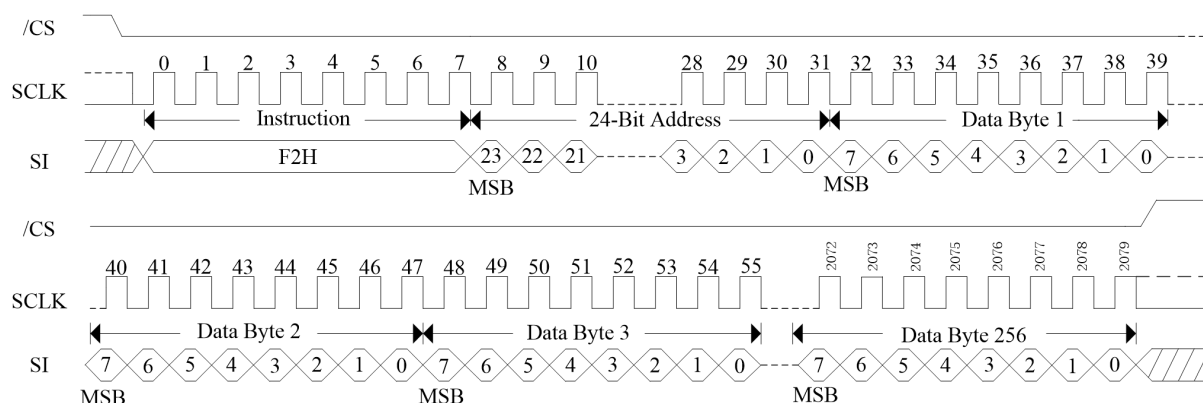 /CS
0 1 2 3 4 5 6 7 8 9 10 28 29 30 31 32 33 34 35 36 37 38 39
SCLK
Instruction 24-Bit Address Data Byte 1
SI F2H 23 22 21 3 2 1 0 7 6 5 4 3 2 1 0
MSB MSB
/CS
40 41 42 43 44 45 46 47 48 49 50 51 52 53 54 55 2072 2073 2074 2075 2076 2077 2078 2079
SCLK
Data Byte 2 Data Byte 3 Data Byte 256
SI 7 6 5 4 3 2 1 0 7 6 5 4 3 2 1 0 7 6 5 4 3 2 1 0
MSB MSB MSB